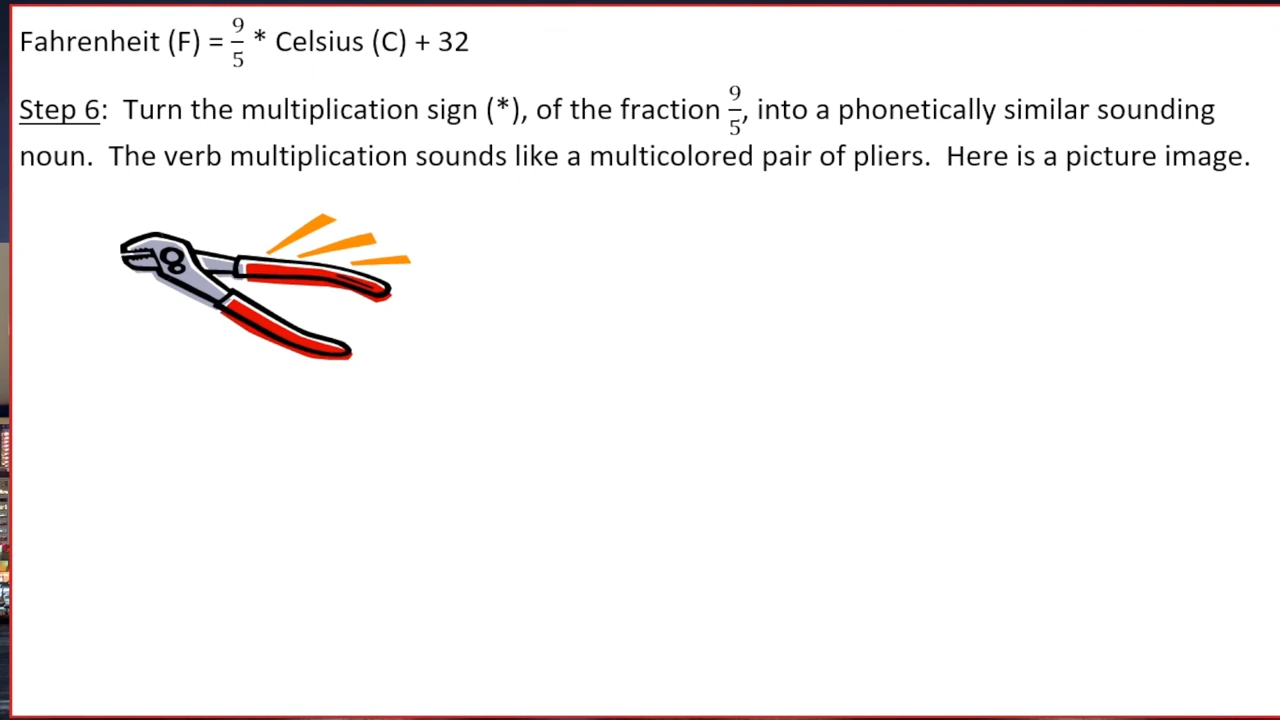 Fahrenheit (F) = 9/5 * Celsius (C) + 32
Step 6:  Turn the multiplication sign (*), of the fraction 9/5, into a phonetically similar sounding
noun.  The verb multiplication sounds like a multicolored pair of pliers.  Here is a picture image.